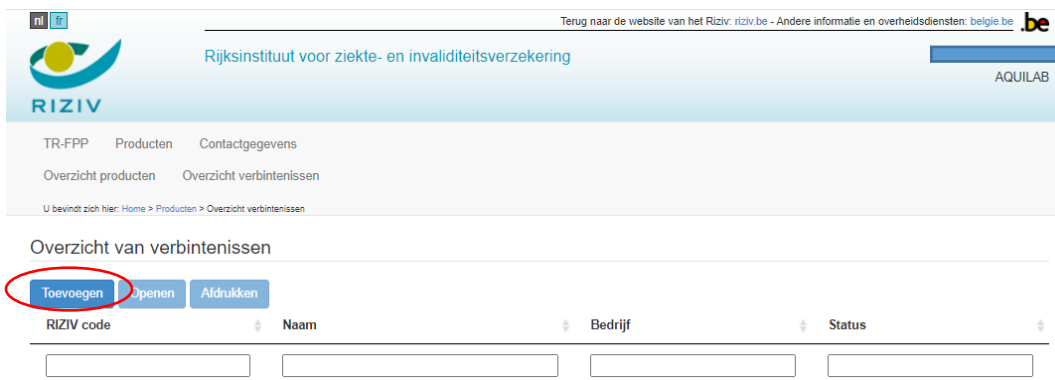 nl fr
Terug naar de website van het Riziv: riziv.be - Andere informatie en overheidsdiensten: belgie.be .be
Rijksinstituut voor ziekte- en invaliditeitsverzekering
AQUILAB
RIZIV
TR-FPP Producten Contactgegevens
Overzicht producten Overzicht verbintenissen
U bevindt zich hier: Home > Producten > Overzicht verbintenissen
Overzicht van verbintenissen
Toevoegen Openen Afdrukken
RIZIV code Naam Bedrijf Status